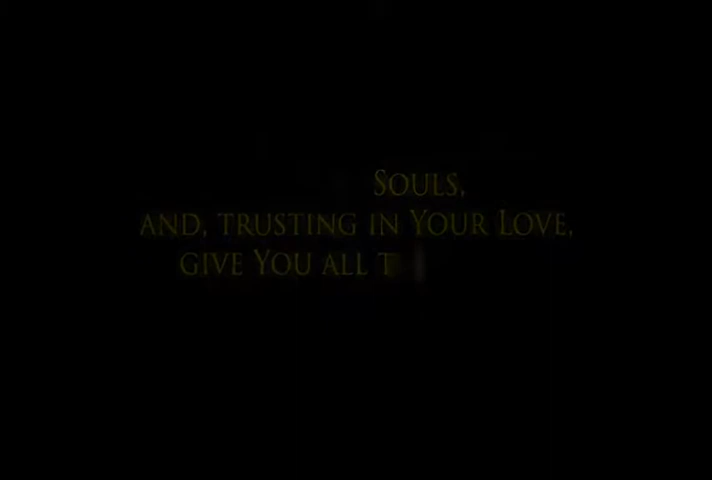 Souls,
and, trusting in Your Love,
give You all t